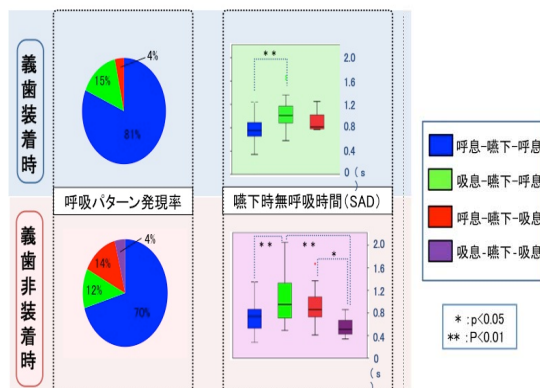 義歯装着時
4%
15%
81%
**
2.0
1.6
1.2
0.8
0
(s)
呼吸パターン発現率
嚥下時無呼吸時間(SAD)
義歯非装着時
4%
14%
12%
70%
**
**
*
2.0
1.6
1.2
0.8
0.4
0
(s)
呼息-嚥下-呼息
吸息-嚥下-呼息
呼息-嚥下-吸息
吸息-嚥下-吸息
*:p<0.05
**:P<0.01